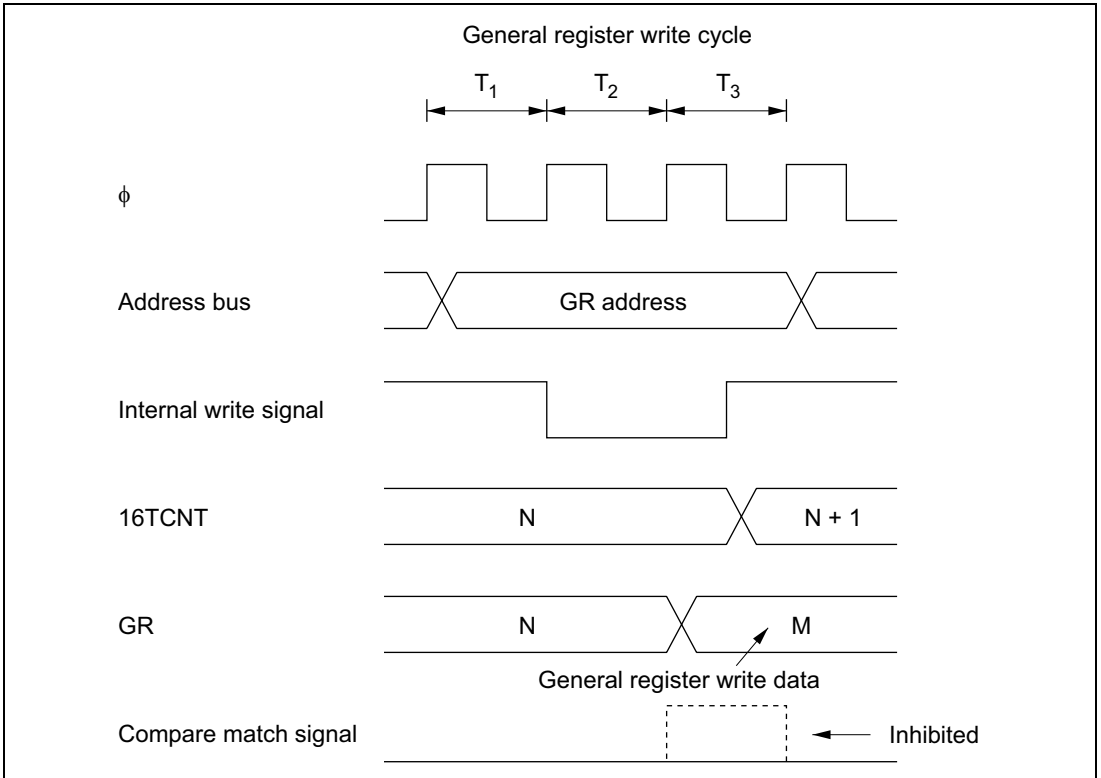 General register write cycle
T1 T2 T3
φ
Address bus GR address
Internal write signal
16TCNT N N + 1
GR N M
General register write data
Compare match signal Inhibited